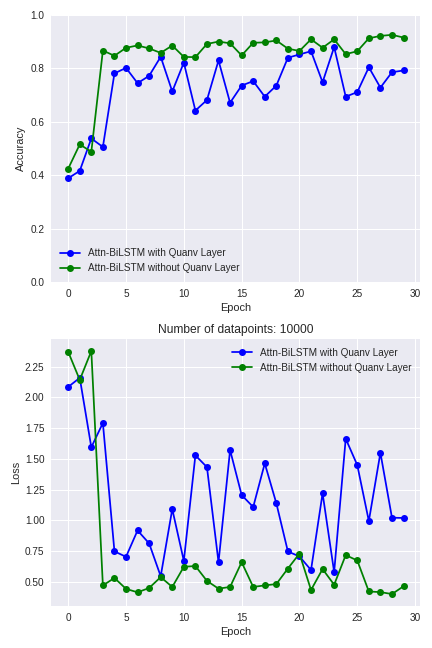 1.0
0.8
0.6
0.4
0.2
0.0
Accuracy
Attn-BiLSTM with Quanv Layer
Attn-BiLSTM without Quanv Layer
0 5 10 15 20 25 30
Epoch
Number of datapoints: 10000
Attn-BiLSTM with Quanv Layer
Attn-BiLSTM without Quanv Layer
2.25
2.00
1.75
1.50
1.25
1.00
0.75
0.50
Loss
0 5 10 15 20 25 30
Epoch